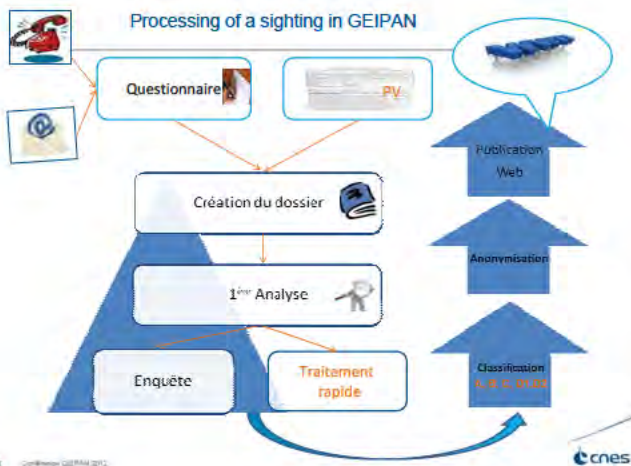 Processing of a sighting in GEIPAN
Questionnaire
PV
Création du dossier
1ère Analyse
Enquête
Traitement
rapide
Publication
Web
Anonymisation
Classification
cnes